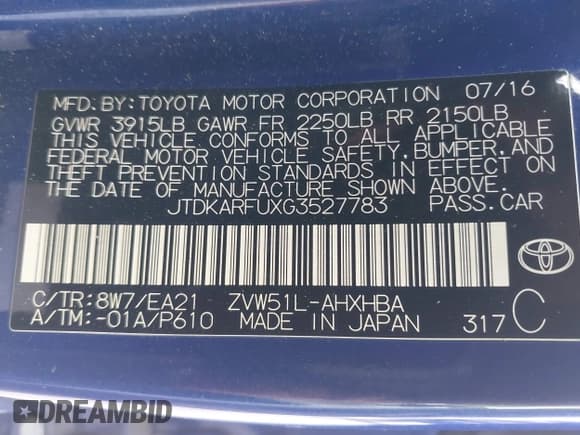 MFD.BY:TOYOTA MOTOR CORPORATION 07/16
GVWR 3915LB GAWR FR 2250LB RR 2150LB
THIS VEHICLE CONFORMS TO ALL APPLICABLE
FEDERAL MOTOR VEHICLE SAFETY,BUMPER,AND
THEFT PREVENTION STANDARDS IN EFFECT ON
THE DATE OF MANUFACTURE SHOWN ABOVE.
JTDKARFUXG3527783 PASS.CAR
C/TR:8W7/EA21 ZVW51L-AHXHBA
A/TM:-01A/P610 MADE IN JAPAN 317 C
TOYOTA
DREAMBID